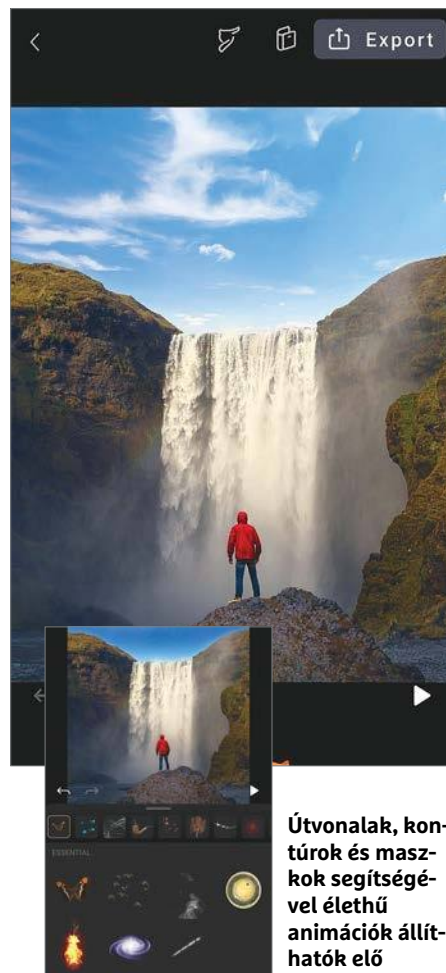 Export
ESSENTIAL
Útvonalak, kon-
túrok és masz-
kok segítségé-
vel élethű
animációk állít-
hatók elő